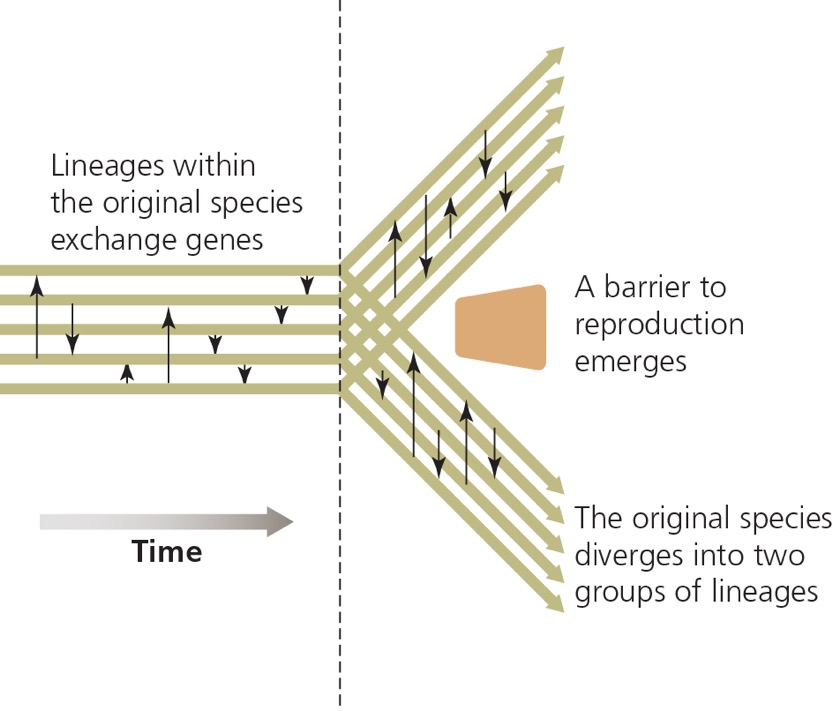 Lineages within
the original species
exchange genes
A barrier to
reproduction
emerges
Time
The original species
diverges into two
groups of lineages